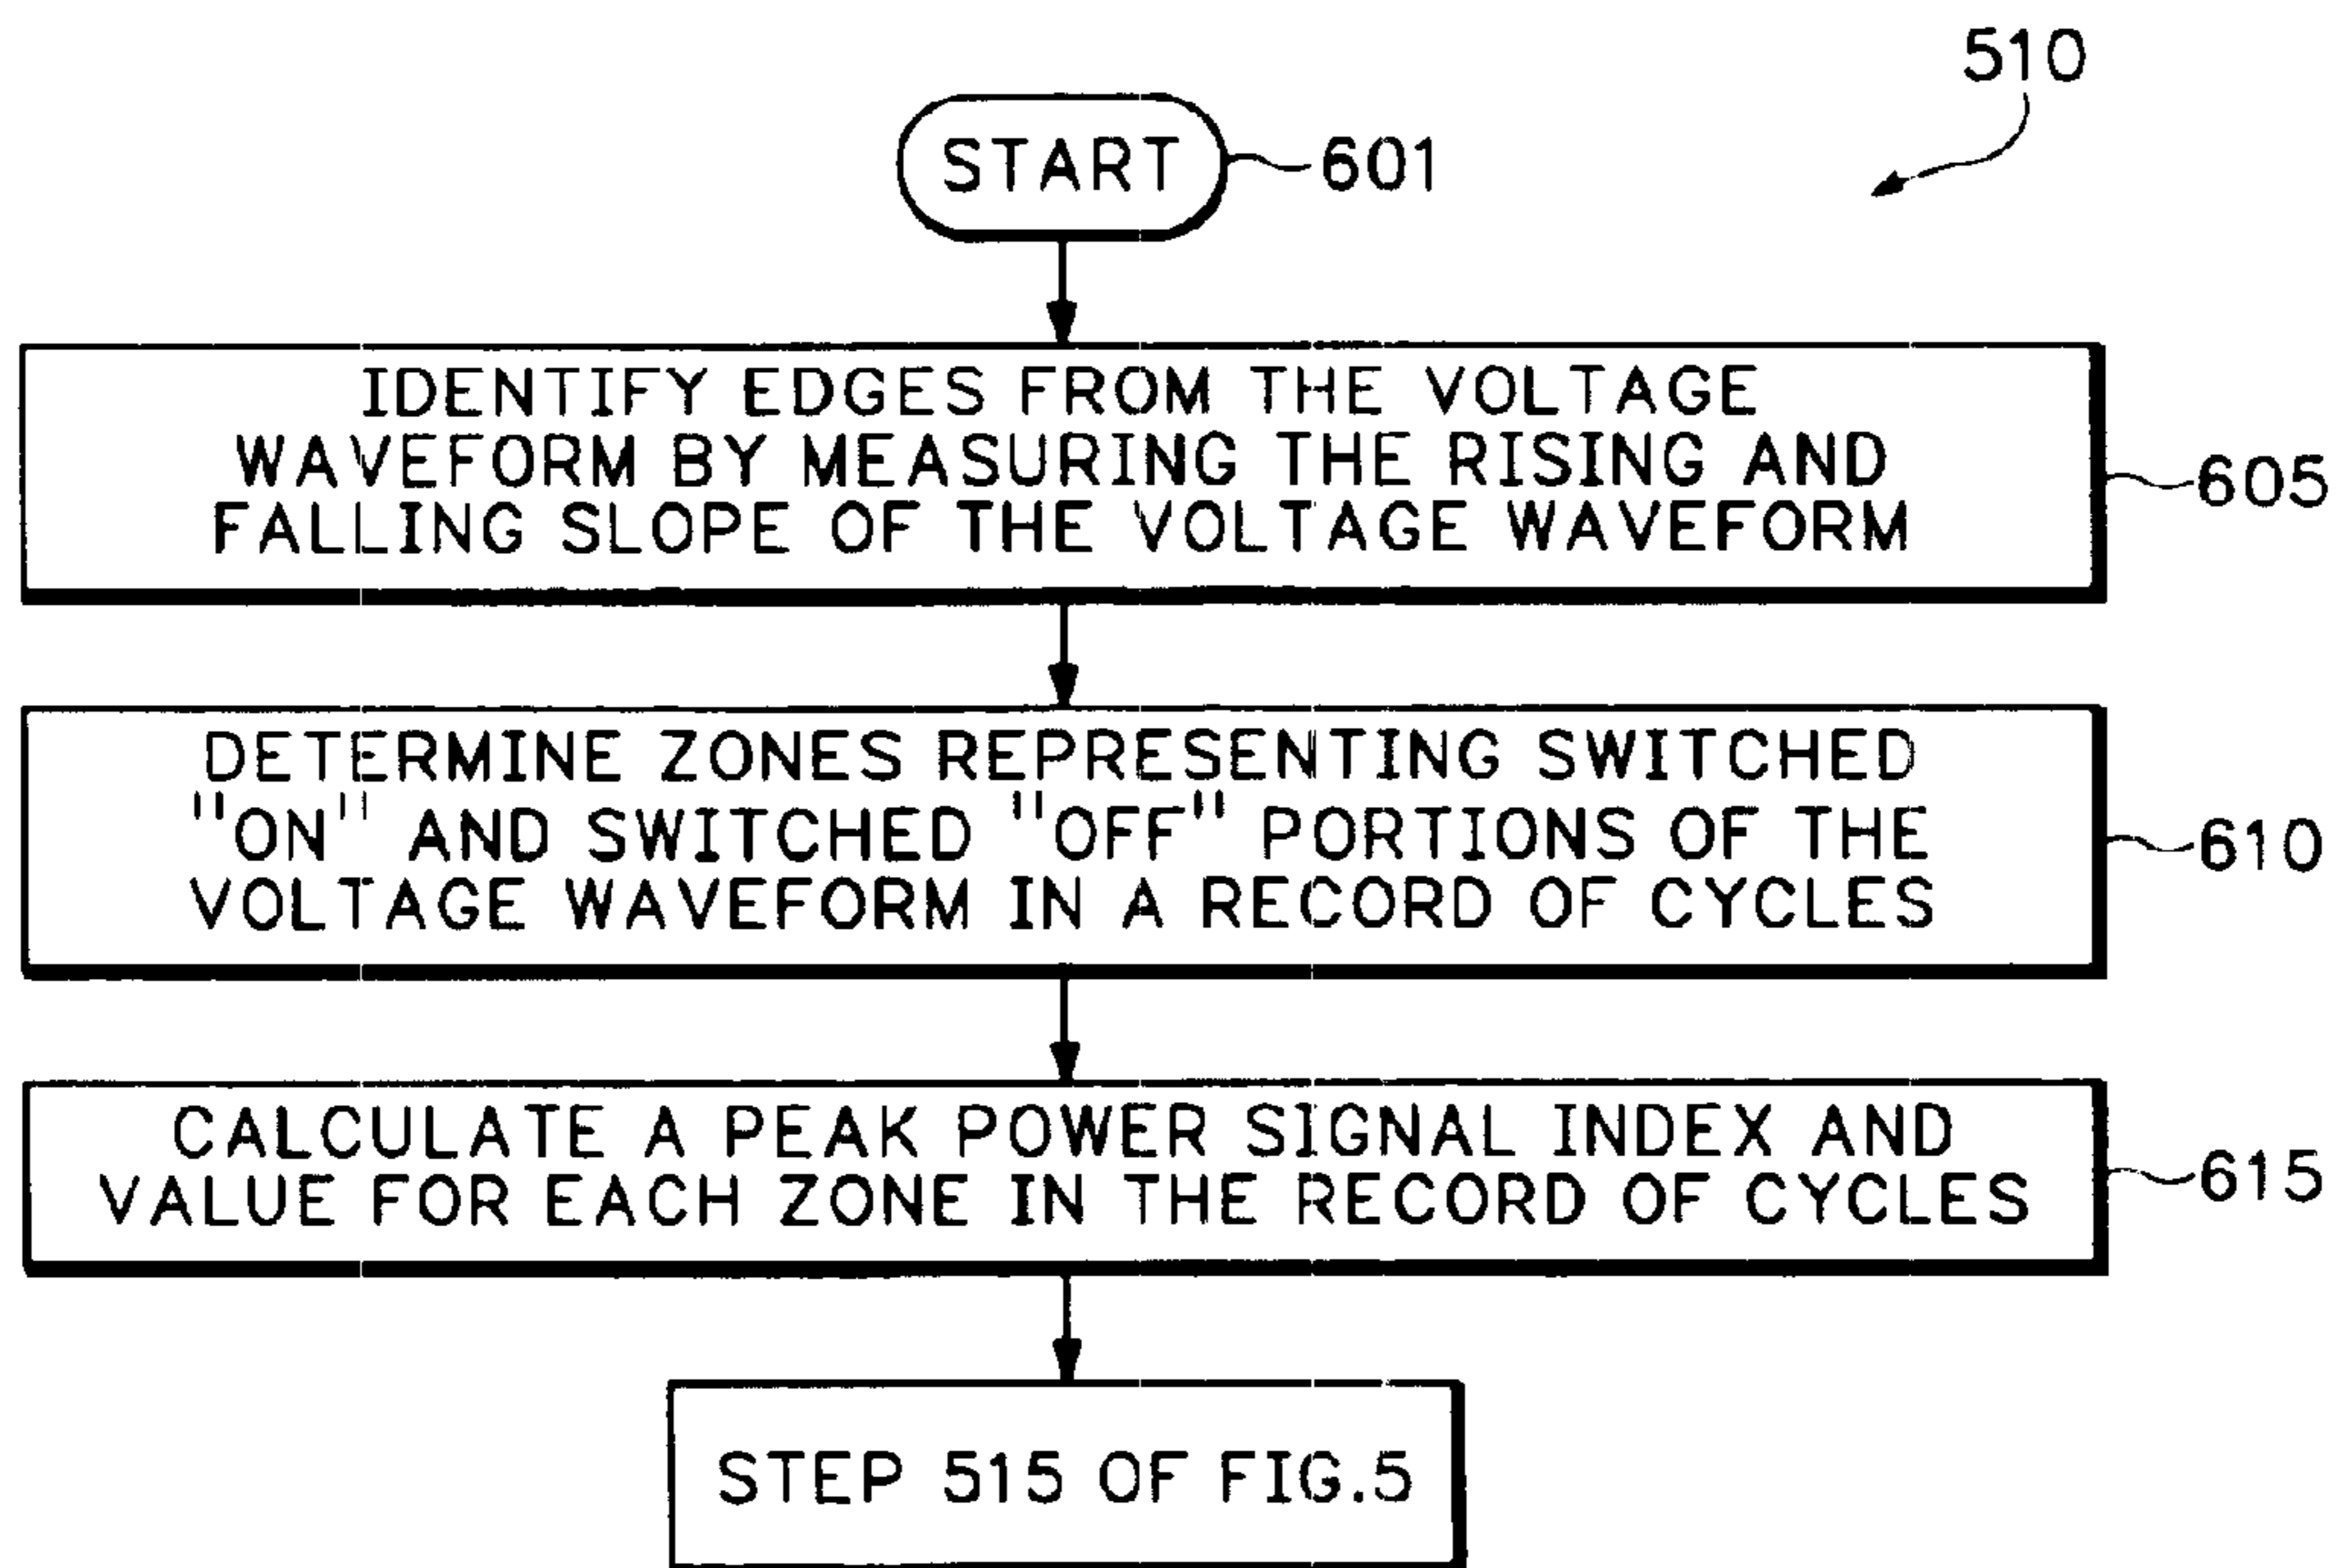 510
START
601
IDENTIFY EDGES FROM THE VOLTAGE
WAVEFORM BY MEASURING THE RISING AND
FALLING SLOPE OF THE VOLTAGE WAVEFORM
605
DETERMINE ZONES REPRESENTING SWITCHED
"ON" AND SWITCHED "OFF" PORTIONS OF THE
VOLTAGE WAVEFORM IN A RECORD OF CYCLES
610
CALCULATE A PEAK POWER SIGNAL INDEX AND
VALUE FOR EACH ZONE IN THE RECORD OF CYCLES
615
STEP 515 OF FIG.5